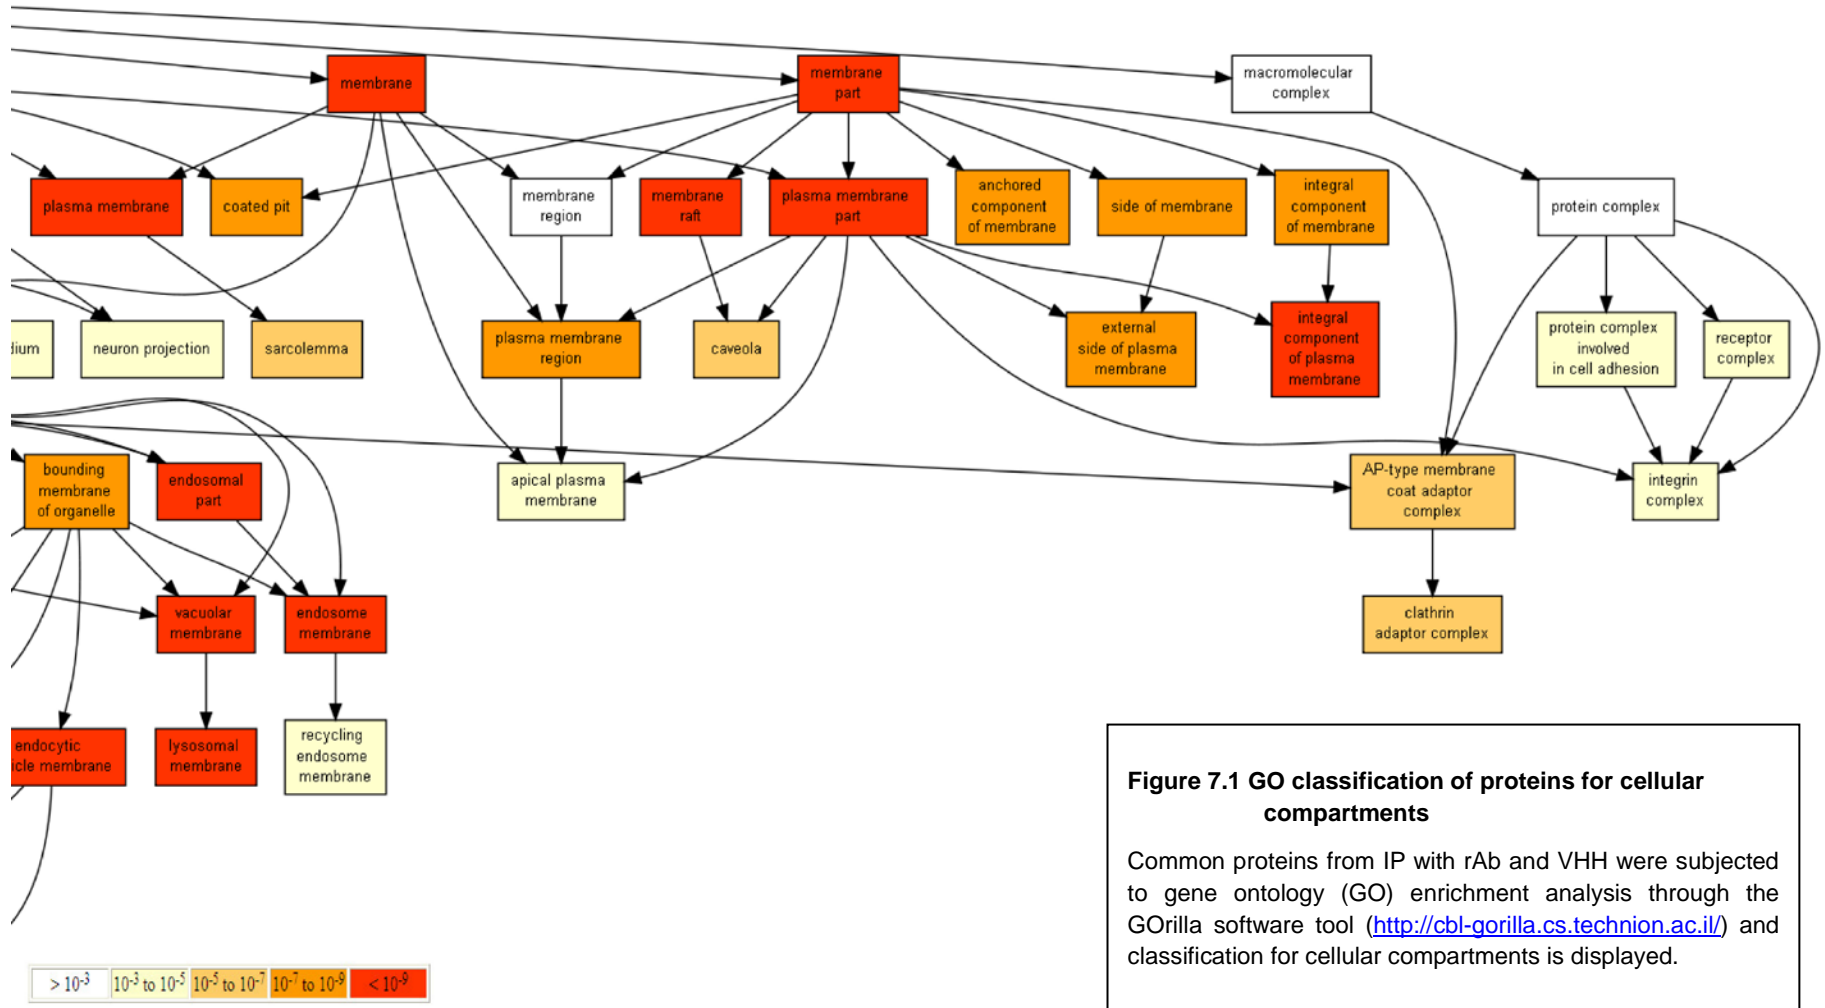 membrane
membrane
part
macromolecular
complex
plasma membrane
coated pit
membrane
region
membrane
raft
plasma membrane
part
anchored
component
of membrane
side of membrane
integral
component
of membrane
protein complex
dium
neuron projection
sarcolemma
plasma membrane
region
caveola
external
side of plasma
membrane
integral
component
of plasma
membrane
protein complex
involved
in cell adhesion
receptor
complex
bounding
membrane
of organelle
endosomal
part
apical plasma
membrane
AP-type membrane
coat adaptor
complex
integrin
complex
vacuolar
membrane
endosome
membrane
clathrin
adaptor complex
endocytic
icle membrane
lysosomal
membrane
recycling
endosome
membrane
Figure 7.1 GO classification of proteins for cellular
compartments
Common proteins from IP with rAb and VHH were subjected
to gene ontology (GO) enrichment analysis through the
GOrilla software tool (http://cbl-gorilla.cs.technion.ac.il/) and
classification for cellular compartments is displayed.
> 10⁻³ 10⁻³ to 10⁻⁵ 10⁻⁵ to 10⁻⁷ 10⁻⁷ to 10⁻⁹ < 10⁻⁹